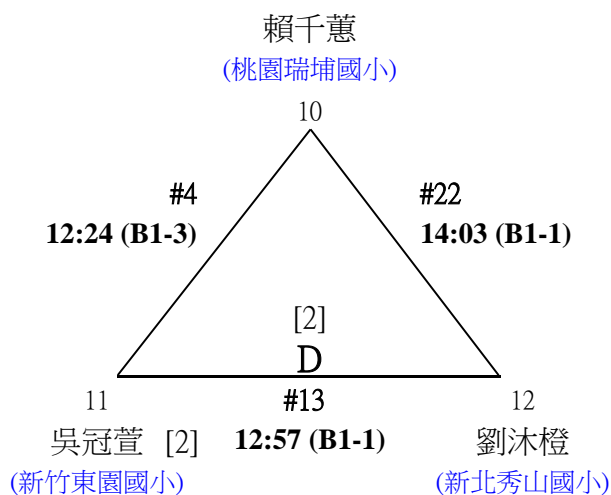 賴千蕙
(桃園瑞埔國小)
10
#4
#22
12:24 (B1-3)
14:03 (B1-1)
[2]
D
11
#13
12
吳冠萱 [2]
12:57 (B1-1)
劉沐橙
(新竹東園國小)
(新北秀山國小)